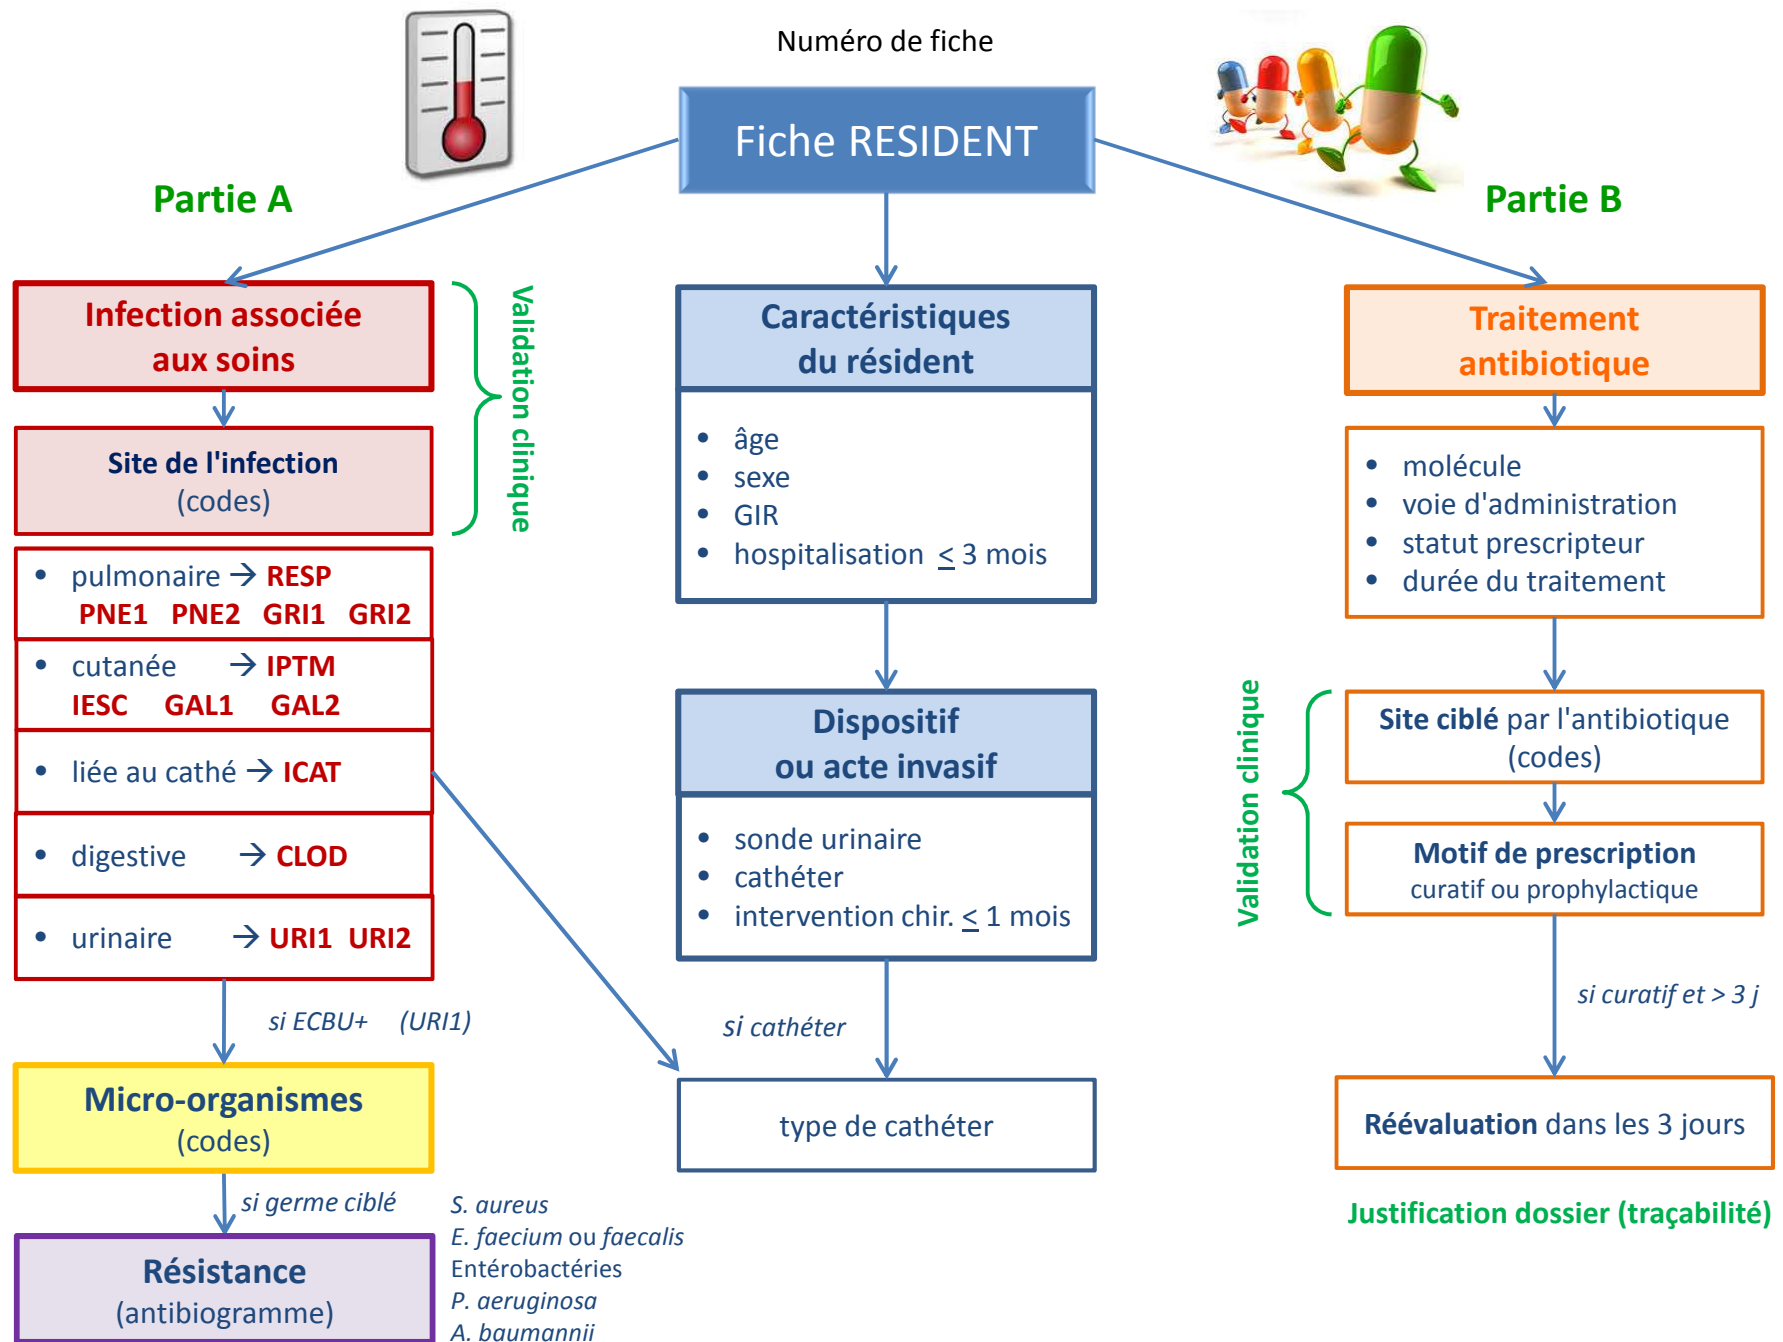 Numéro de fiche
Fiche RESIDENT
Partie A
Partie B
Infection associée
aux soins
Site de l'infection
(codes)
Validation clinique
• pulmonaire → RESP
PNE1 PNE2 GRI1 GRI2
• cutanée → IPTM
IESC GAL1 GAL2
• liée au cathé → ICAT
• digestive → CLOD
• urinaire → URI1 URI2
si ECBU+ (URI1)
Micro-organismes
(codes)
si germe ciblé
Résistance
(antibiogramme)
S. aureus
E. faecium ou faecalis
Entérobactéries
P. aeruginosa
A. baumannii
Caractéristiques
du résident
• âge
• sexe
• GIR
• hospitalisation ≤ 3 mois
Dispositif
ou acte invasif
• sonde urinaire
• cathéter
• intervention chir. ≤ 1 mois
si cathéter
type de cathéter
Traitement
antibiotique
• molécule
• voie d'administration
• statut prescripteur
• durée du traitement
Validation clinique
Site ciblé par l'antibiotique
(codes)
Motif de prescription
curatif ou prophylactique
si curatif et > 3 j
Réévaluation dans les 3 jours
Justification dossier (traçabilité)